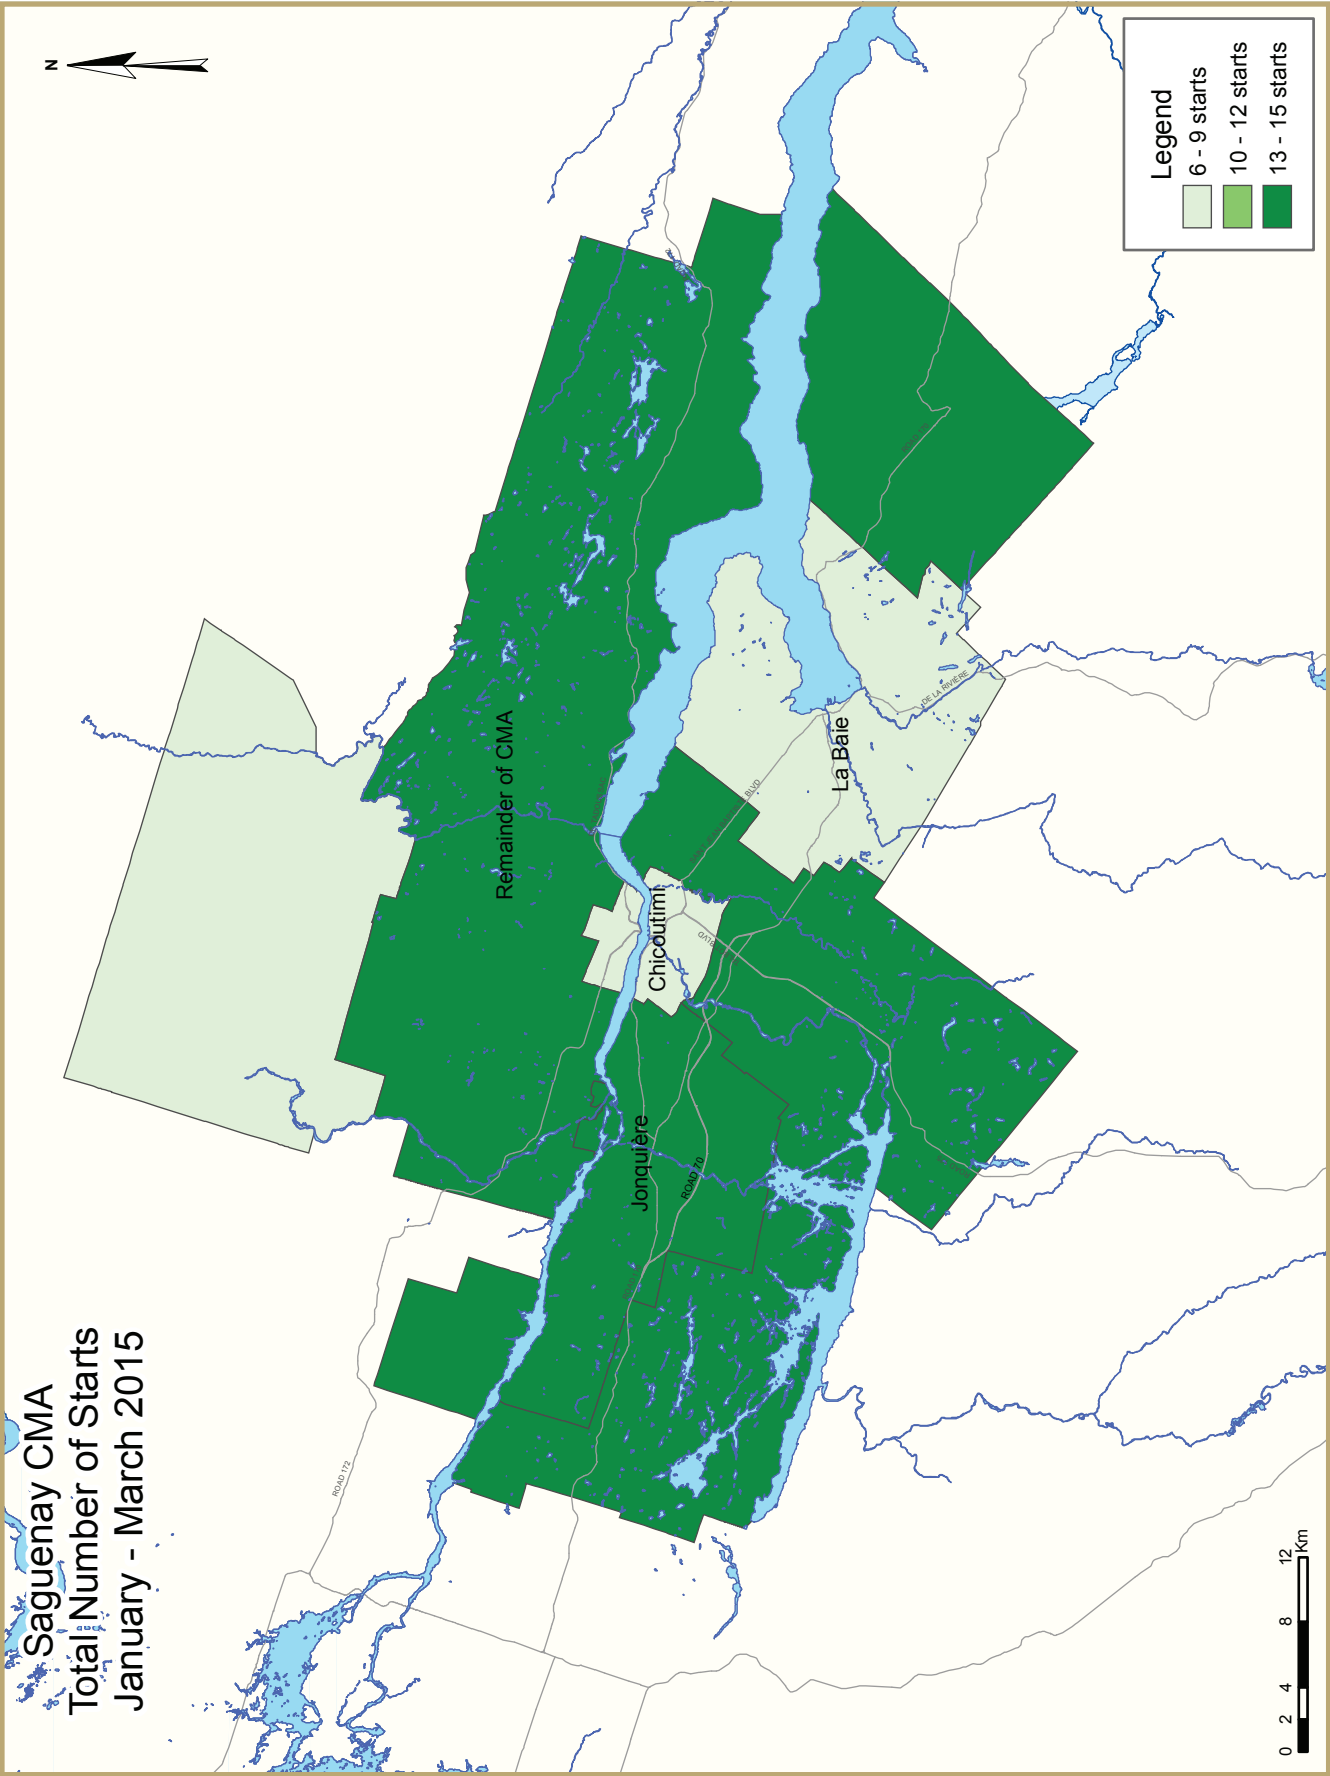 Saguenay CMA
Total Number of Starts
January - March 2015
N
ROAD 172
Remainder of CMA
Chicoutimi
BLVD
BLVD
Jonquière
ROAD 70
La Baie
DE LA RIVIÈRE
Legend
6 - 9 starts
10 - 12 starts
13 - 15 starts
0 2 4 8 12
Km